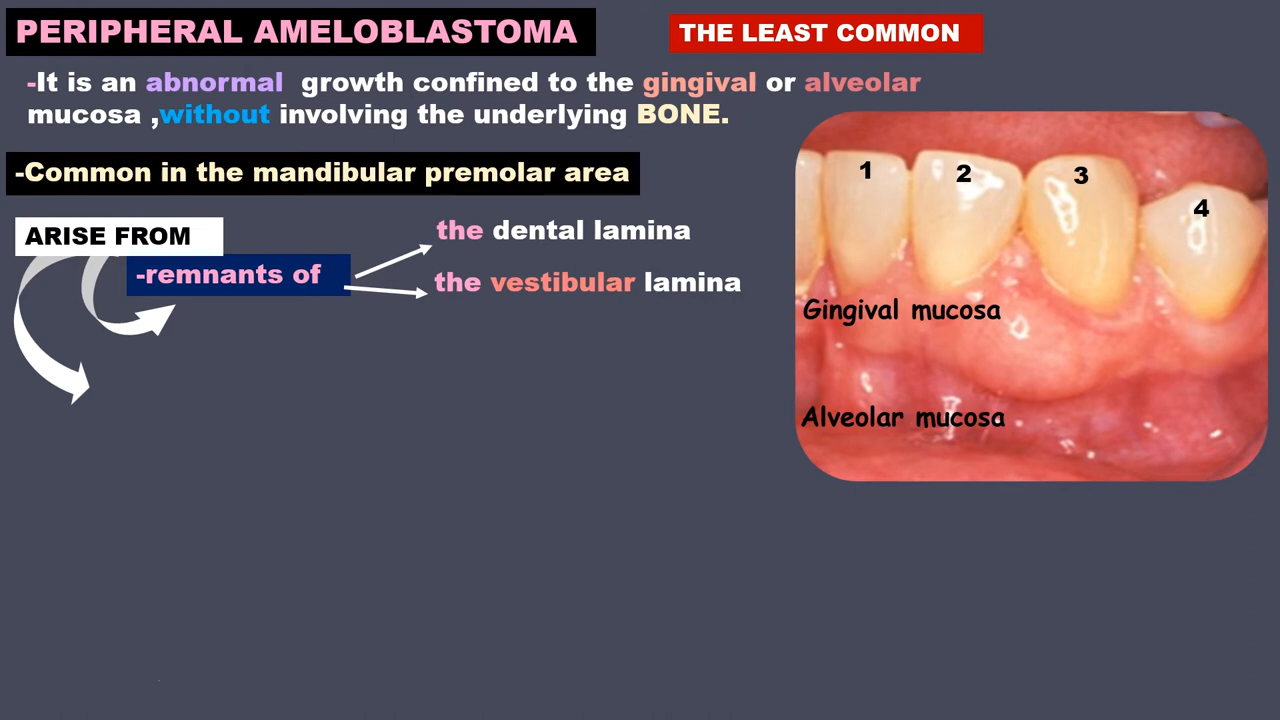 PERIPHERAL AMELOBLASTOMA
THE LEAST COMMON
-It is an abnormal growth confined to the gingival or alveolar
mucosa ,without involving the underlying BONE.
-Common in the mandibular premolar area
ARISE FROM
-remnants of
the dental lamina
the vestibular lamina
1 2 3 4
Gingival mucosa
Alveolar mucosa